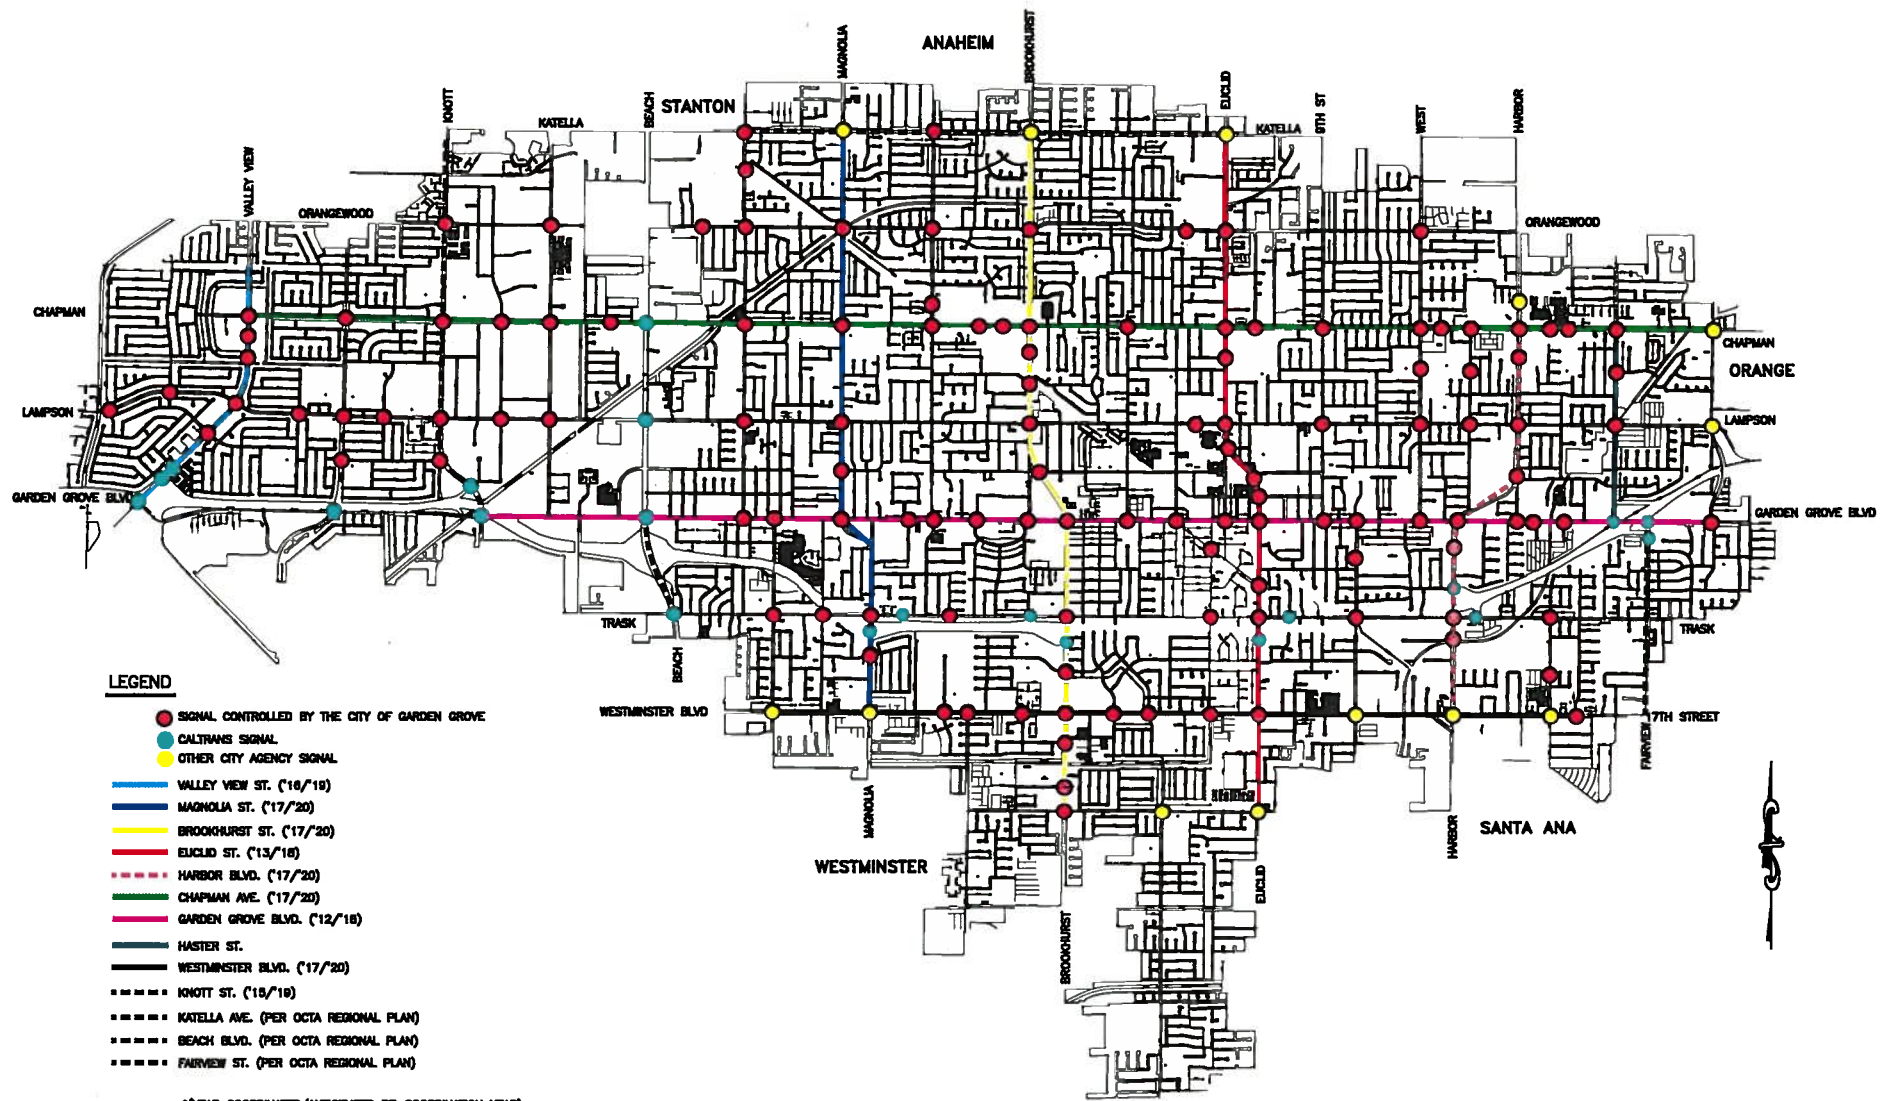 ANAHEIM
MAGNOLIA
BROOKHURST
STANTON
KNOTT
BEACH
EUCLID
9TH ST
WEST
HARBOR
KATELLA
KATELLA
VALLEY VIEW
ORANGEWOOD
ORANGEWOOD
CHAPMAN
CHAPMAN
ORANGE
LAMPSON
LAMPSON
GARDEN GROVE BLVD
GARDEN GROVE BLVD
TRASK
TRASK
BEACH
WESTMINSTER BLVD
7TH STREET
FAIRVIEW
MAGNOLIA
HARBOR
SANTA ANA
WESTMINSTER
EUCLID
BROOKHURST
LEGEND
SIGNAL CONTROLLED BY THE CITY OF GARDEN GROVE
CALTRANS SIGNAL
OTHER CITY AGENCY SIGNAL
VALLEY VIEW ST. ('16/'19)
MAGNOLIA ST. ('17/'20)
BROOKHURST ST. ('17/'20)
EUCLID ST. ('13/'18)
HARBOR BLVD. ('17/'20)
CHAPMAN AVE. ('17/'20)
GARDEN GROVE BLVD. ('12/'16)
HASTER ST.
WESTMINSTER BLVD. ('17/'20)
KNOTT ST. ('15/'19)
KATELLA AVE. (PER OCTA REGIONAL PLAN)
BEACH BLVD. (PER OCTA REGIONAL PLAN)
FAIRVIEW ST. (PER OCTA REGIONAL PLAN)